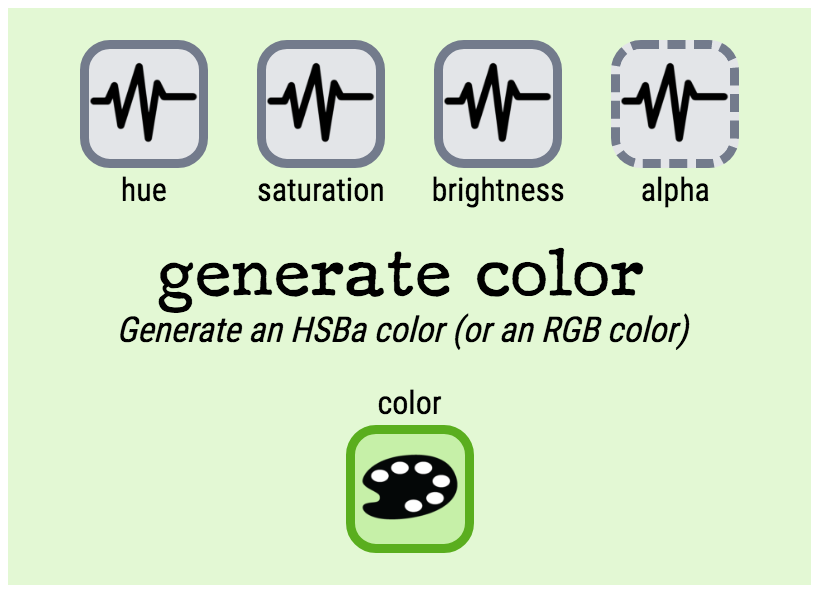 hue saturation brightness alpha
generate color
Generate an HSBa color (or an RGB color)
color